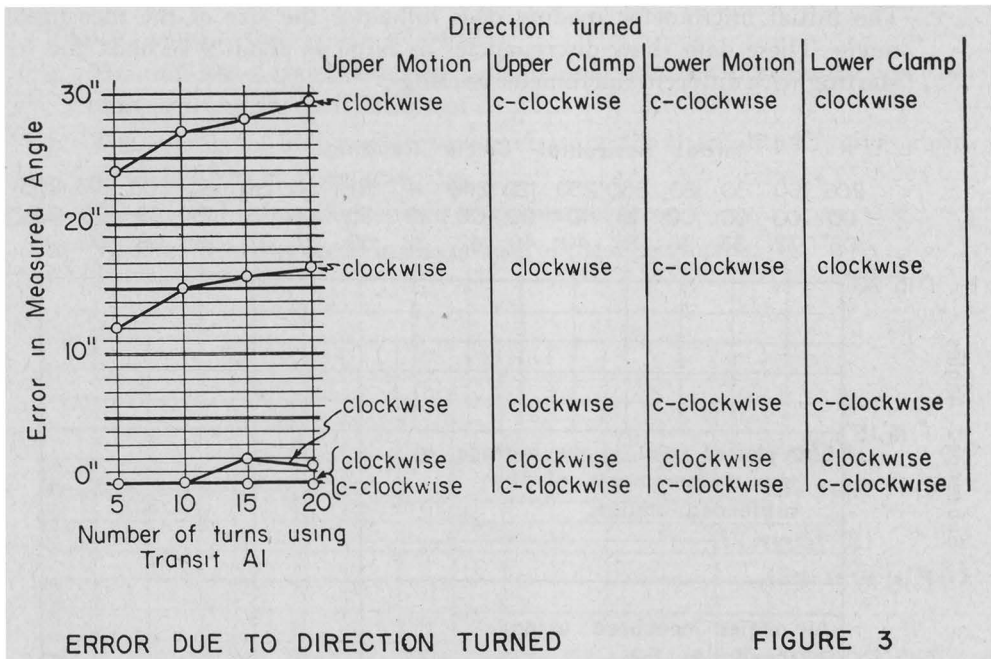 Direction turned
Upper Motion Upper Clamp Lower Motion Lower Clamp
30"
clockwise c-clockwise c-clockwise clockwise
20"
clockwise clockwise c-clockwise clockwise
10"
clockwise clockwise c-clockwise c-clockwise
clockwise clockwise clockwise clockwise
0"
c-clockwise c-clockwise c-clockwise c-clockwise
5 10 15 20
Error in Measured Angle
Number of turns using
Transit A1
ERROR DUE TO DIRECTION TURNED FIGURE 3